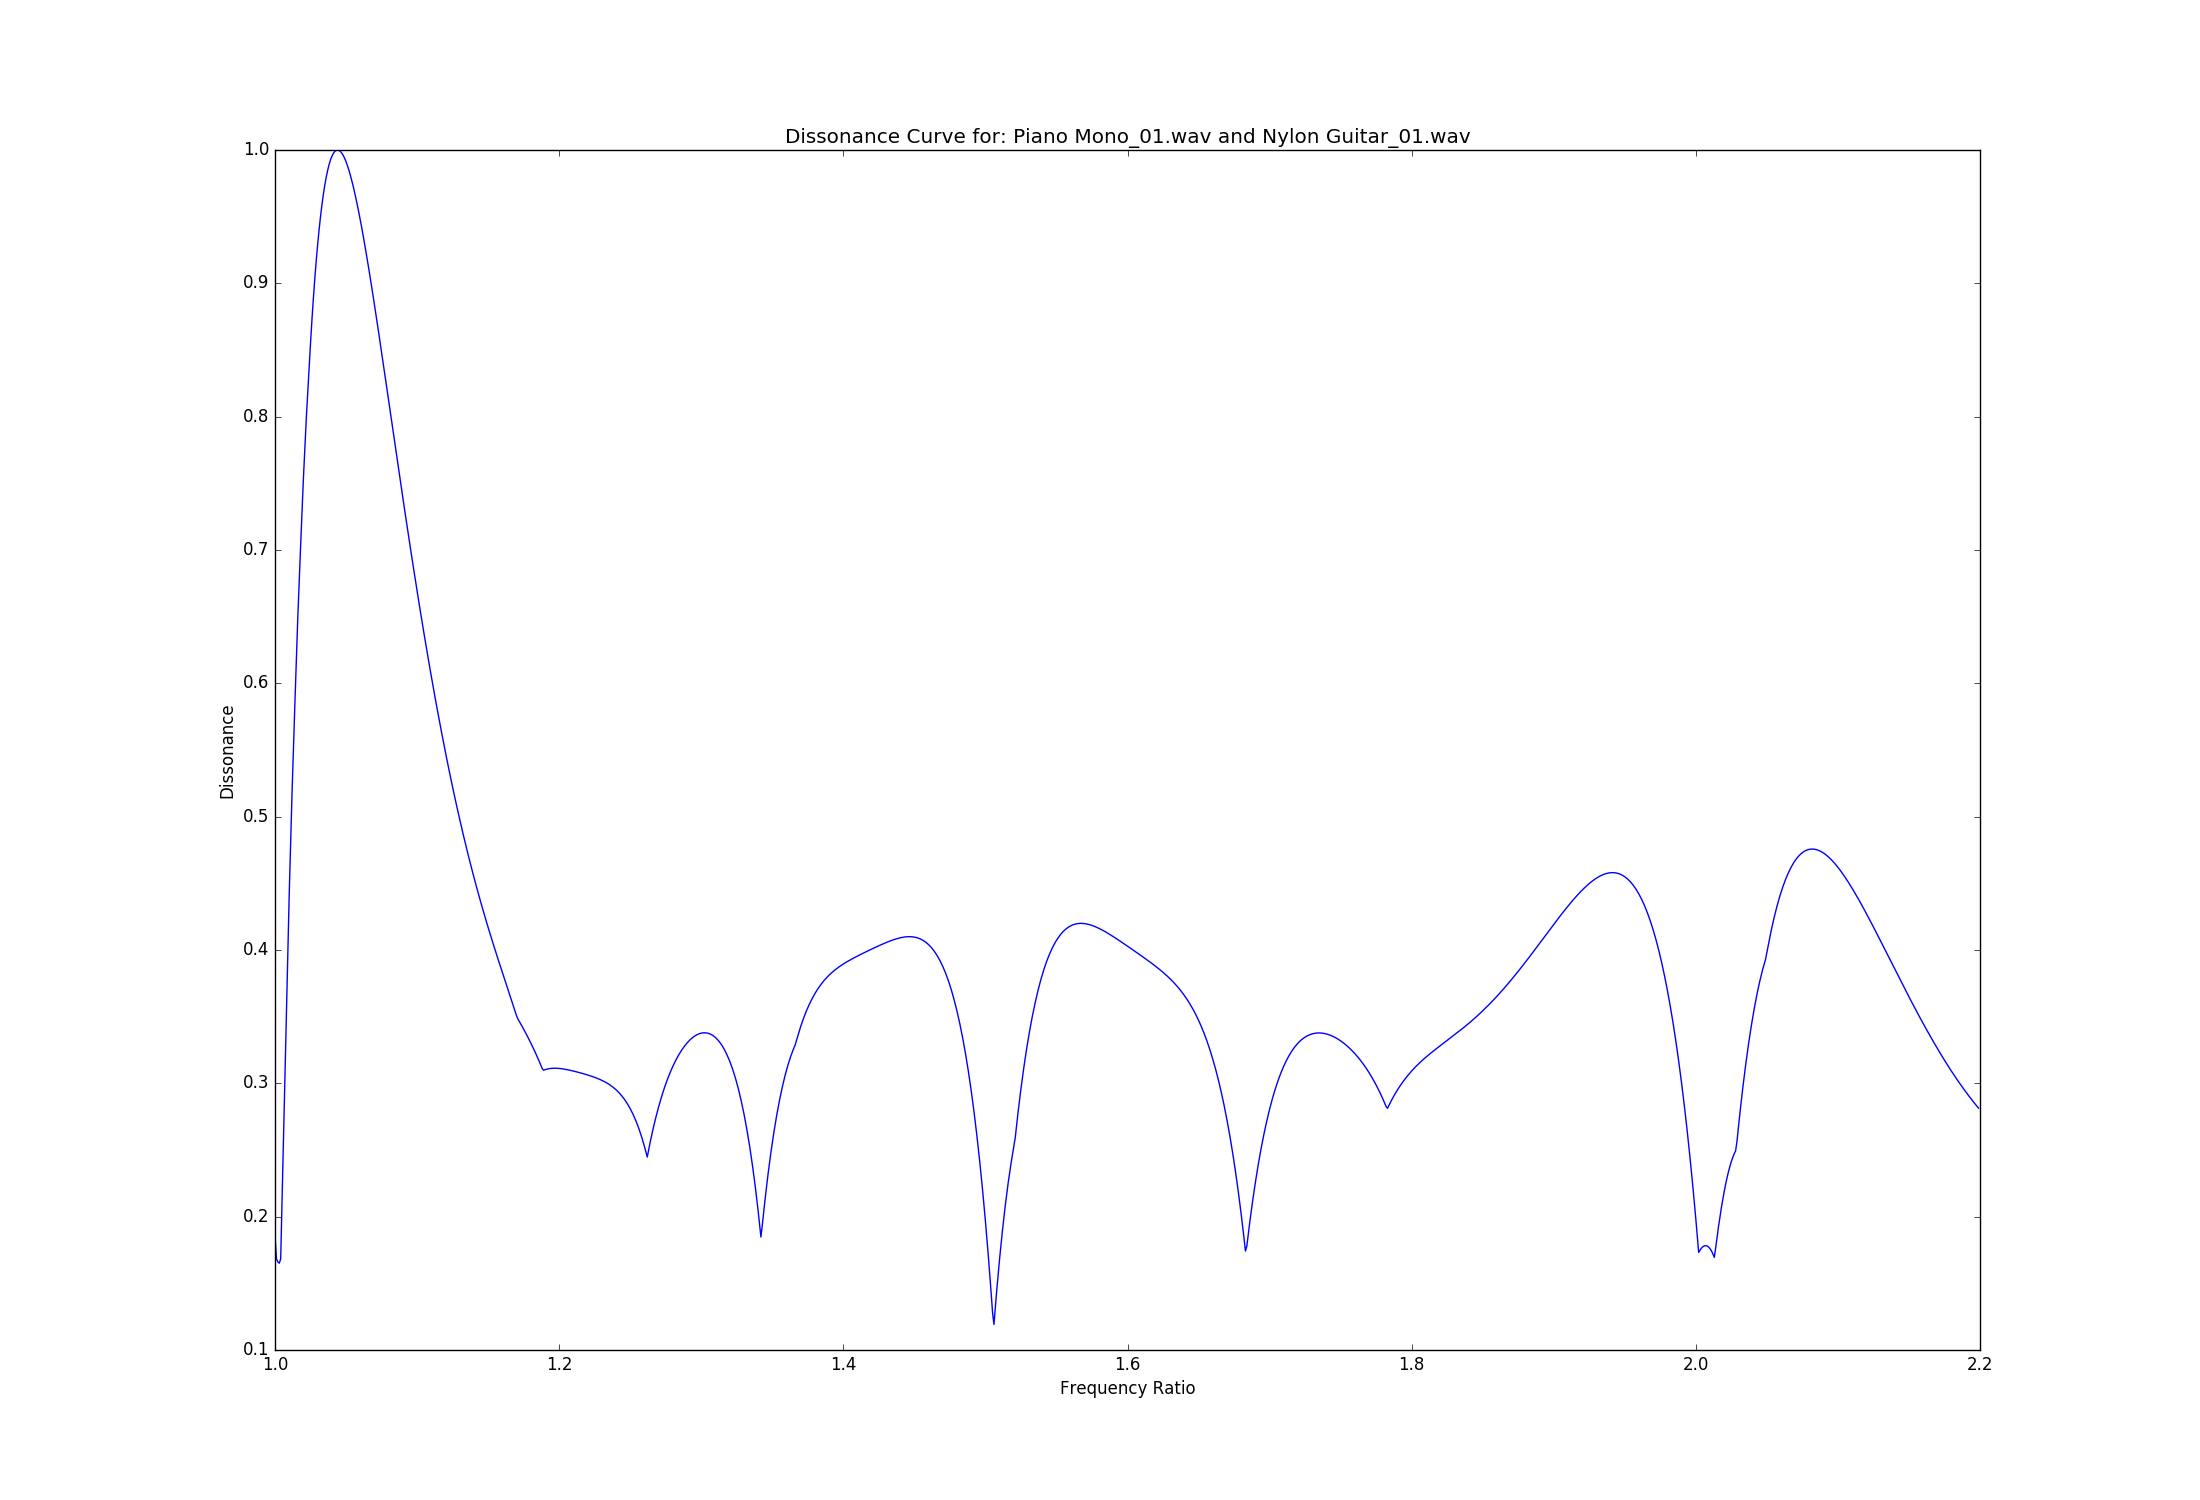 Dissonance Curve for: Piano Mono_01.wav and Nylon Guitar_01.wav
1.0
0.9
0.8
0.7
0.6
0.5
0.4
0.3
0.2
0.1
Dissonance
1.0 1.2 1.4 1.6 1.8 2.0 2.2
Frequency Ratio